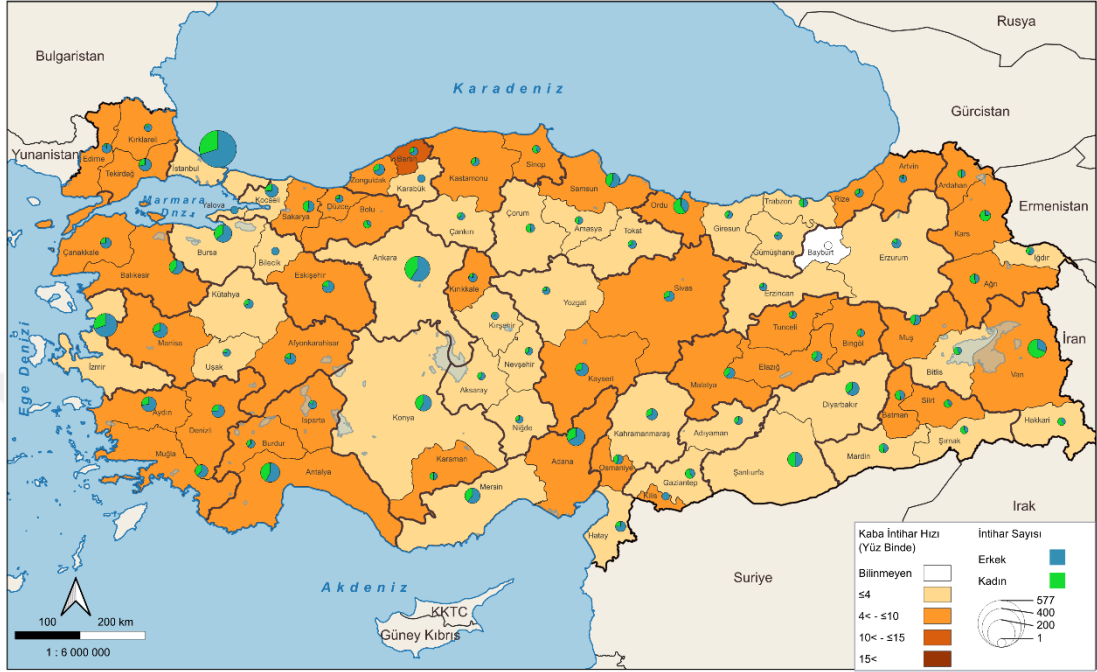 Rusya
Bulgaristan
Karadeniz
Gürcistan
Yunanistan
Kırklareli
Edirne
Tekirdağ
İstanbul
Bartın
Zonguldak
Karabük
Kastamonu
Sinop
Samsun
Artvin
Ardahan
Marmara
Dnz.
Yalova
Kocaeli
Sakarya
Düzce
Bolu
Çankırı
Çorum
Amasya
Tokat
Ordu
Giresun
Trabzon
Rize
Gümüşhane
Bayburt
Erzurum
Kars
Ermenistan
Iğdır
Çanakkale
Balıkesir
Bursa
Bilecik
Eskişehir
Ankara
Kırıkkale
Yozgat
Sivas
Erzincan
Ağrı
Kütahya
Kırşehir
Tunceli
Bingöl
Muş
İran
Manisa
Uşak
Afyonkarahisar
Nevşehir
Kayseri
Malatya
Elazığ
Bitlis
Van
Ege Denizi
İzmir
Aksaray
Konya
Niğde
Diyarbakır
Batman
Siirt
Aydın
Denizli
Isparta
Burdur
Kahramanmaraş
Adıyaman
Şırnak
Hakkari
Muğla
Antalya
Karaman
Mersin
Adana
Osmaniye
Gaziantep
Kilis
Şanlıurfa
Mardin
Hatay
Irak
Suriye
Akdeniz
KKTC
Güney Kıbrıs
100 200 km
1 : 6 000 000
Kaba İntihar Hızı
(Yüz Binde)
Bilinmeyen
≤4
4< - ≤10
10< - ≤15
15<
İntihar Sayısı
Erkek
Kadın
577
400
200
1